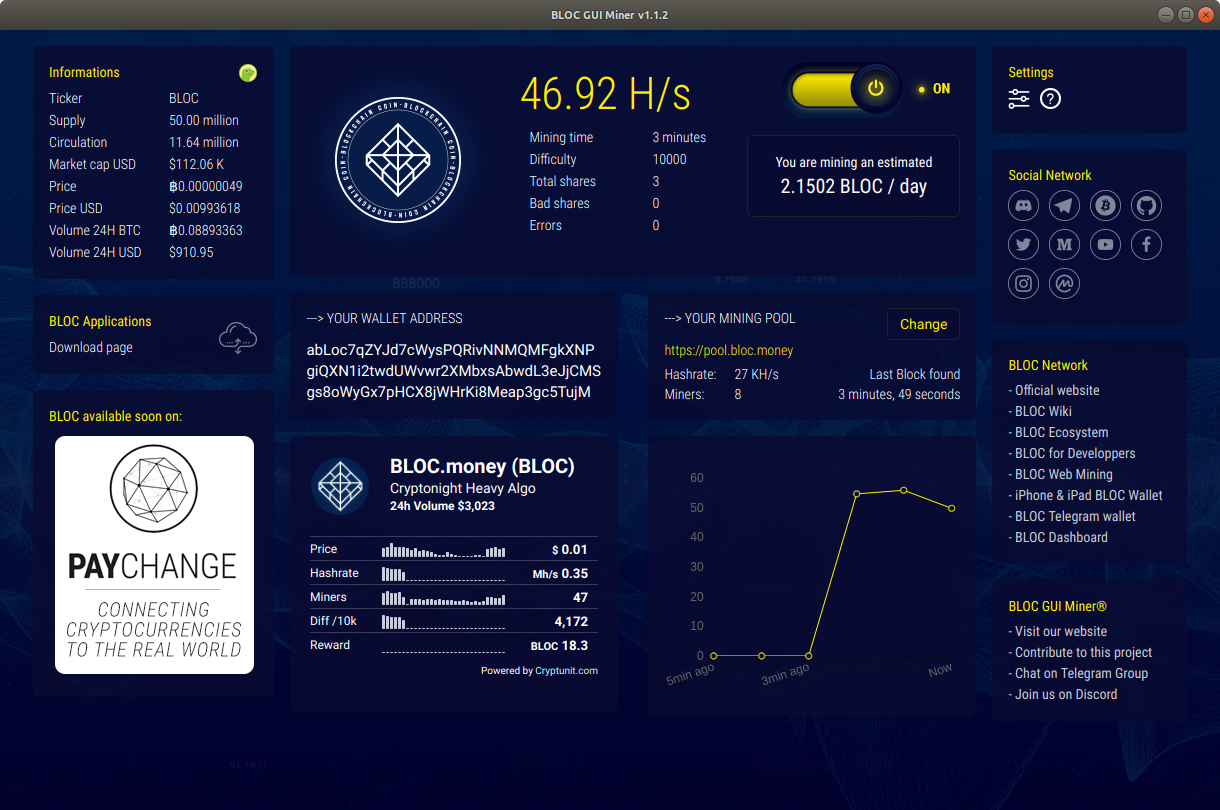 BLOC GUI Miner v1.1.2
Informations
Ticker BLOC
Supply 50.00 million
Circulation 11.64 million
Market cap USD $112.06 K
Price ฿0.00000049
Price USD $0.00993618
Volume 24H BTC ฿0.08893363
Volume 24H USD $910.95
BLOC Applications
Download page
BLOC available soon on:
PAYCHANGE
CONNECTING
CRYPTOCURRENCIES
TO THE REAL WORLD
COIN-BLOCKCHAIN COIN-BLOCKCHAIN COIN-BLOCKCHAIN
46.92 H/s
Mining time 3 minutes
Difficulty 10000
Total shares 3
Bad shares 0
Errors 0
ON
You are mining an estimated
2.1502 BLOC / day
888000
0.7908 44.7659
---> YOUR WALLET ADDRESS
abLoc7qZYJd7cWysPQRivNNMQMFgkXNP
giQXN1i2twdUWvwr2XMbxsAbwdL3eJjCMS
gs8oWyGx7pHCX8jWHrKi8Meap3gc5TujM
---> YOUR MINING POOL
Change
https://pool.bloc.money
Hashrate: 27 KH/s Last Block found
Miners: 8 3 minutes, 49 seconds
BLOC.money (BLOC)
Cryptonight Heavy Algo
24h Volume $3,023
Price $ 0.01
Hashrate Mh/s 0.35
Miners 47
Diff /10k 4,172
Reward BLOC 18.3
Powered by Cryptunit.com
60
50
40
30
20
10
0
5min ago 3min ago Now
Settings
Social Network
BLOC Network
- Official website
- BLOC Wiki
- BLOC Ecosystem
- BLOC for Developpers
- BLOC Web Mining
- iPhone & iPad BLOC Wallet
- BLOC Telegram wallet
- BLOC Dashboard
BLOC GUI Miner®
- Visit our website
- Contribute to this project
- Chat on Telegram Group
- Join us on Discord
51.1957